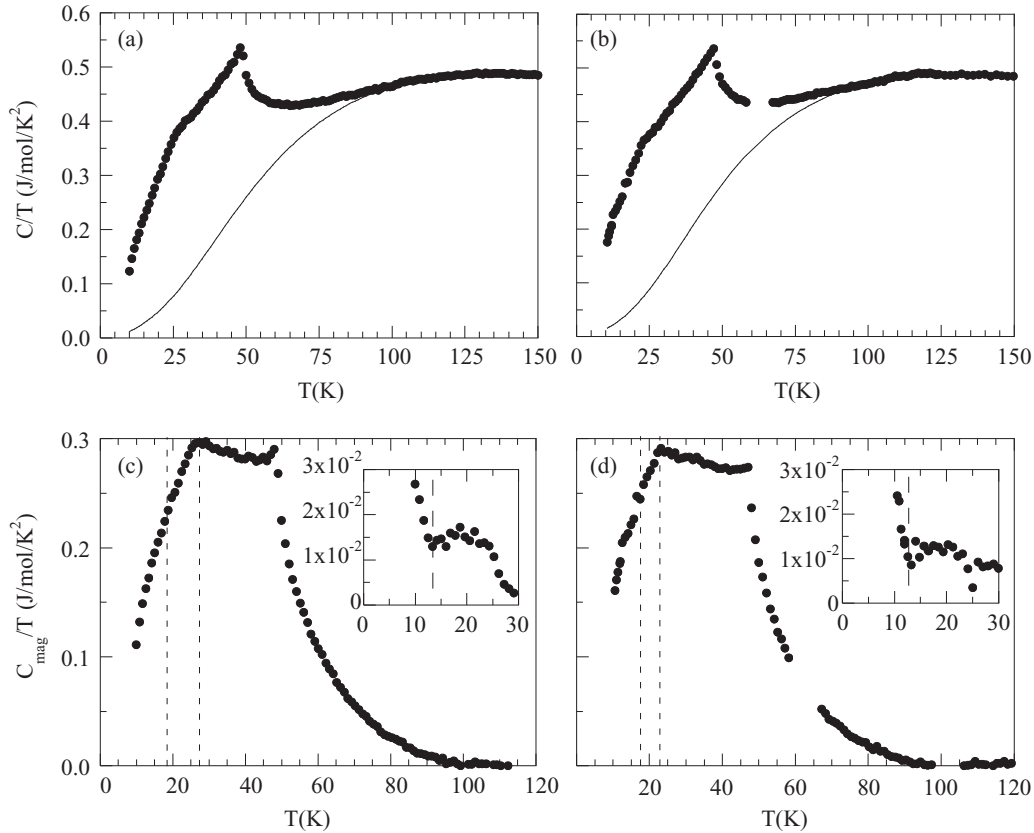 (a)
C/T (J/mol/K²)
0.6
0.5
0.4
0.3
0.2
0.1
0.0
0 25 50 75 100 125 150
T(K)
(b)
0 25 50 75 100 125 150
T(K)
(c)
C_mag/T (J/mol/K²)
0.3
0.2
0.1
0.0
0 20 40 60 80 100 120
T(K)
3x10⁻²
2x10⁻²
1x10⁻²
0
0 10 20 30
(d)
20 40 60 80 100 120
T(K)
3x10⁻²
2x10⁻²
1x10⁻²
0
0 10 20 30